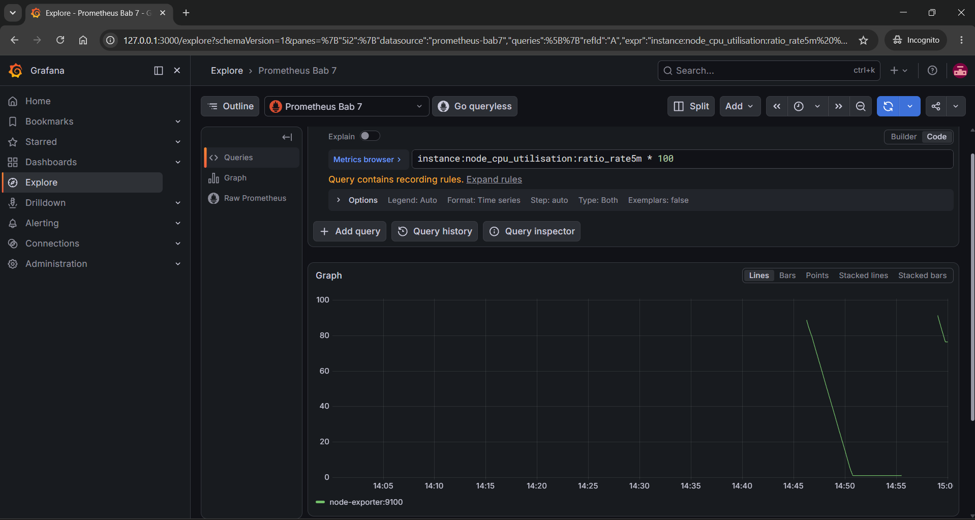 Explore - Prometheus Bab 7 - G
127.0.0.1:3000/explore?schemaVersion=1&panes=%7B"5i2":%7B"datasource":"prometheus-bab7","queries":%5B%7B"refId":"A","expr":"instance:node_cpu_utilisation:ratio_rate5m%20%...
Incognito
Grafana
Explore › Prometheus Bab 7
Search...
ctrl+k
Home
Bookmarks
Starred
Dashboards
Explore
Drilldown
Alerting
Connections
Administration
Outline
Prometheus Bab 7
Go queryless
Split
Add
Queries
Graph
Raw Prometheus
Explain
Builder
Code
Metrics browser >
instance:node_cpu_utilisation:ratio_rate5m * 100
Query contains recording rules. Expand rules
Options Legend: Auto Format: Time series Step: auto Type: Both Exemplars: false
+ Add query
Query history
Query inspector
Graph
Lines Bars Points Stacked lines Stacked bars
100
80
60
40
20
0
14:05 14:10 14:15 14:20 14:25 14:30 14:35 14:40 14:45 14:50 14:55 15:0
node-exporter:9100